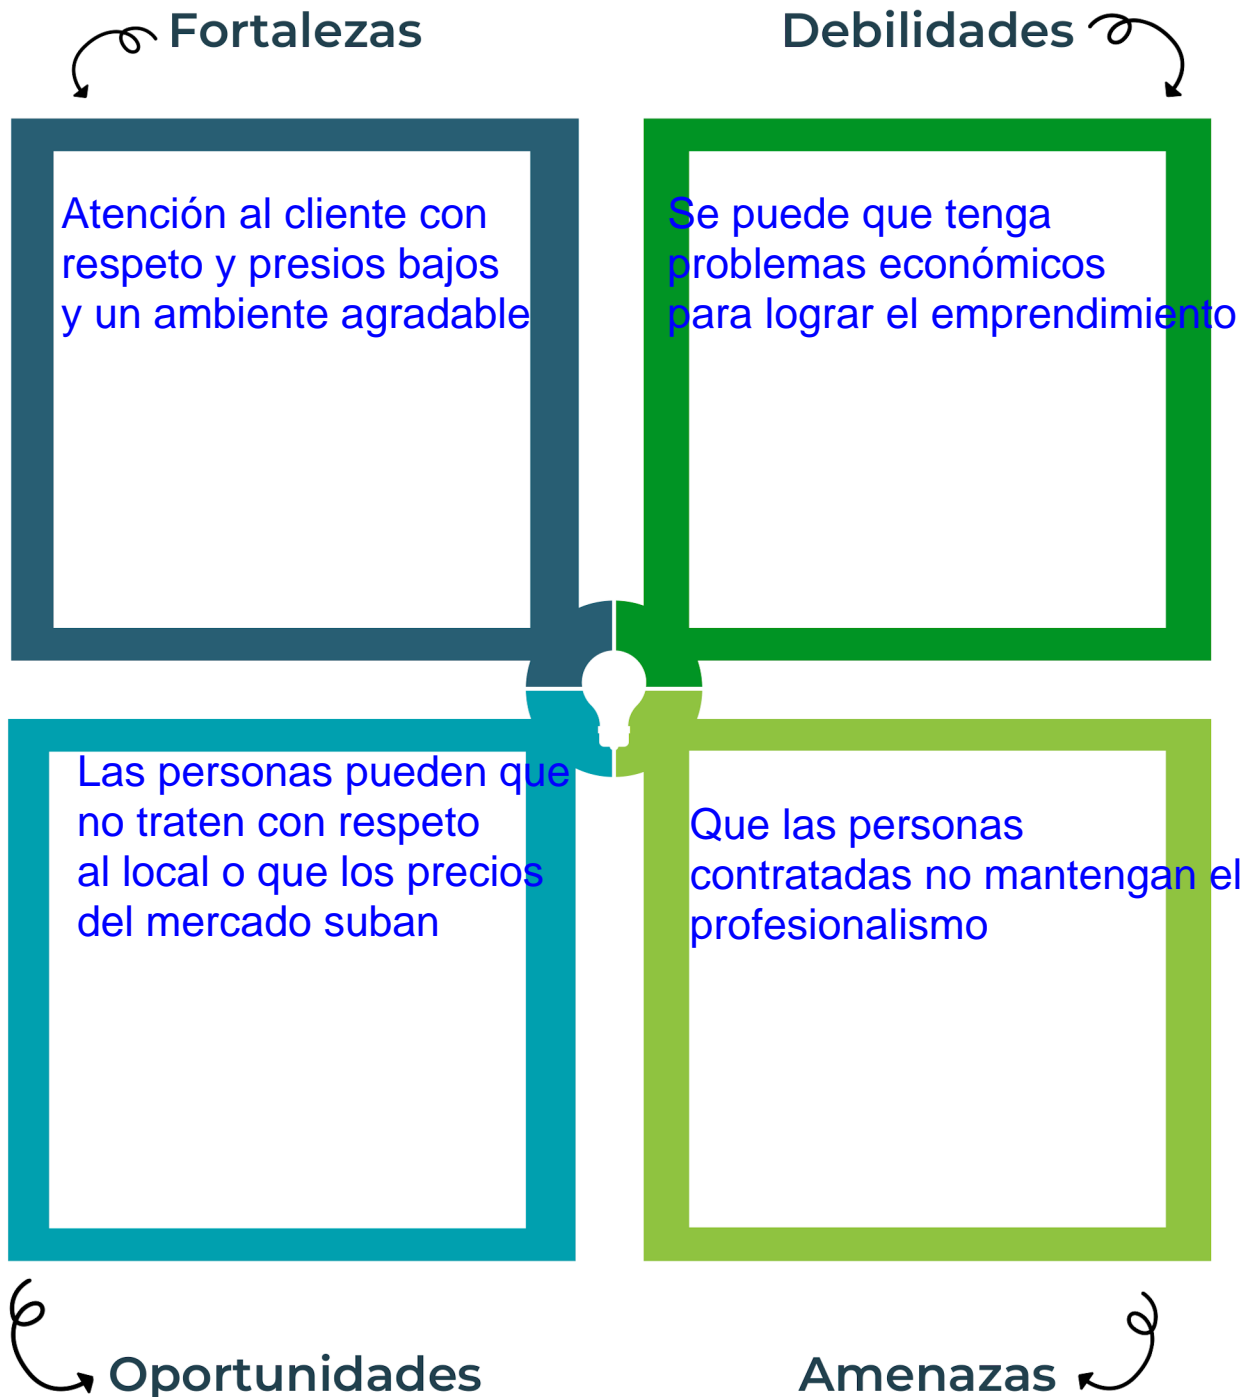 Fortalezas
Atención al cliente con
respeto y presios bajos
y un ambiente agradable
Debilidades
Se puede que tenga
problemas económicos
para lograr el emprendimiento
Las personas pueden que
no traten con respeto
al local o que los precios
del mercado suban
Oportunidades
Que las personas
contratadas no mantengan el
profesionalismo
Amenazas